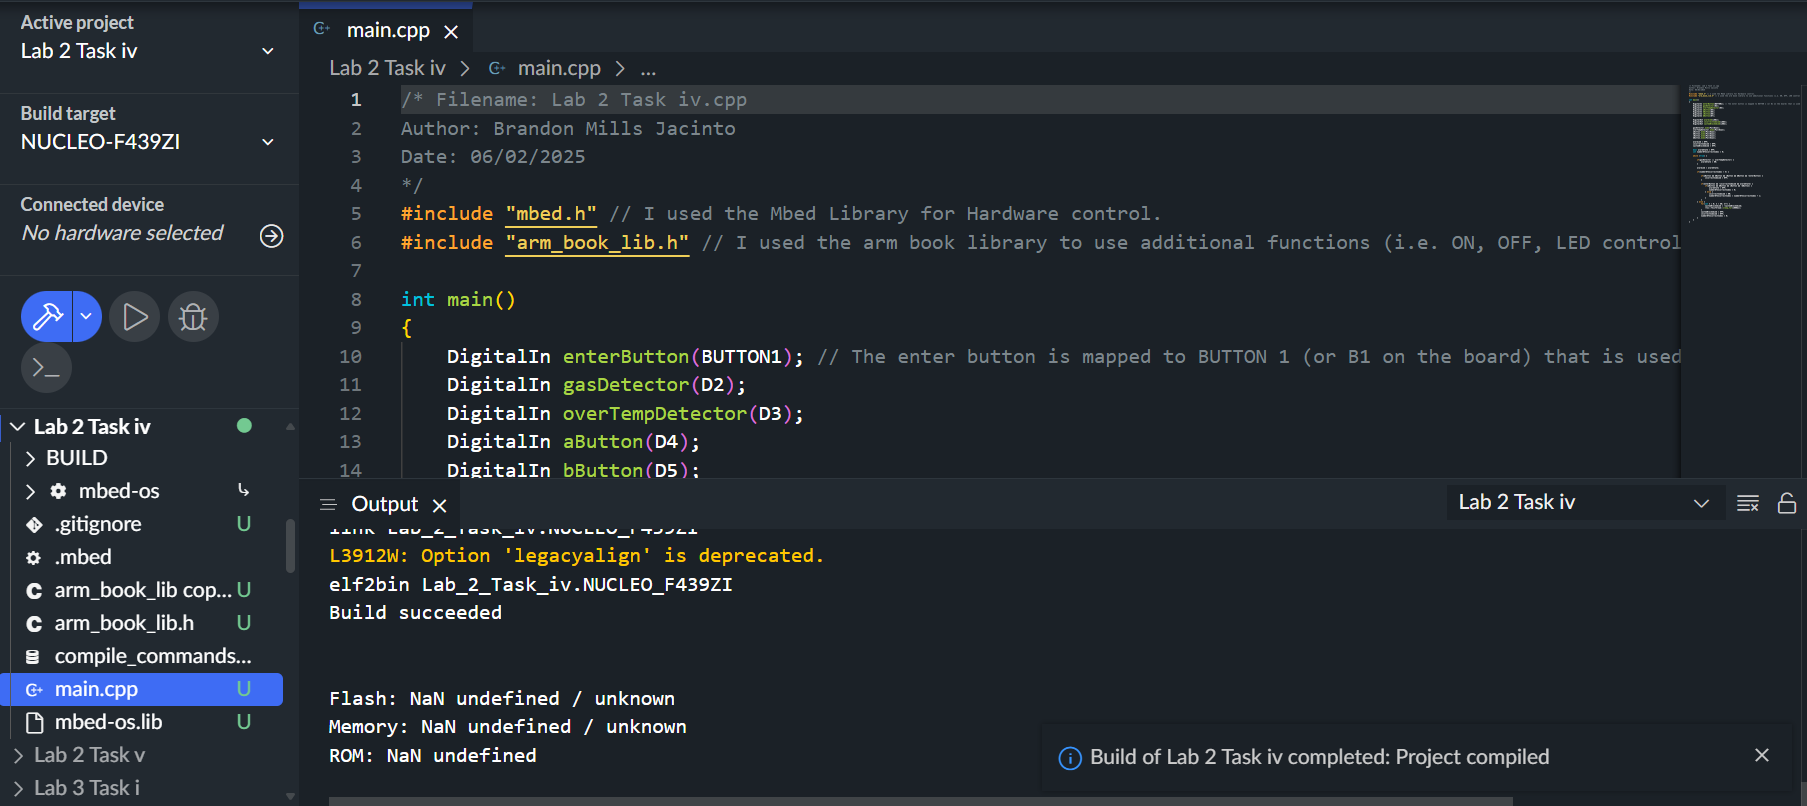 Active project
Lab 2 Task iv
Build target
NUCLEO-F439ZI
Connected device
No hardware selected
Lab 2 Task iv
BUILD
mbed-os
.gitignore U
.mbed
arm_book_lib cop... U
arm_book_lib.h U
compile_commands...
main.cpp U
mbed-os.lib U
Lab 2 Task v
Lab 3 Task i
main.cpp
Lab 2 Task iv > main.cpp > ...
1 /* Filename: Lab 2 Task iv.cpp
2 Author: Brandon Mills Jacinto
3 Date: 06/02/2025
4 */
5 #include "mbed.h" // I used the Mbed Library for Hardware control.
6 #include "arm_book_lib.h" // I used the arm book library to use additional functions (i.e. ON, OFF, LED control
7
8 int main()
9 {
10 DigitalIn enterButton(BUTTON1); // The enter button is mapped to BUTTON 1 (or B1 on the board) that is used
11 DigitalIn gasDetector(D2);
12 DigitalIn overTempDetector(D3);
13 DigitalIn aButton(D4);
14 DigitalIn bButton(D5);
Output
Lab 2 Task iv
link Lab_2_Task_iv.NUCLEO_F439ZI
L3912W: Option 'legacyalign' is deprecated.
elf2bin Lab_2_Task_iv.NUCLEO_F439ZI
Build succeeded
Flash: NaN undefined / unknown
Memory: NaN undefined / unknown
ROM: NaN undefined
Build of Lab 2 Task iv completed: Project compiled